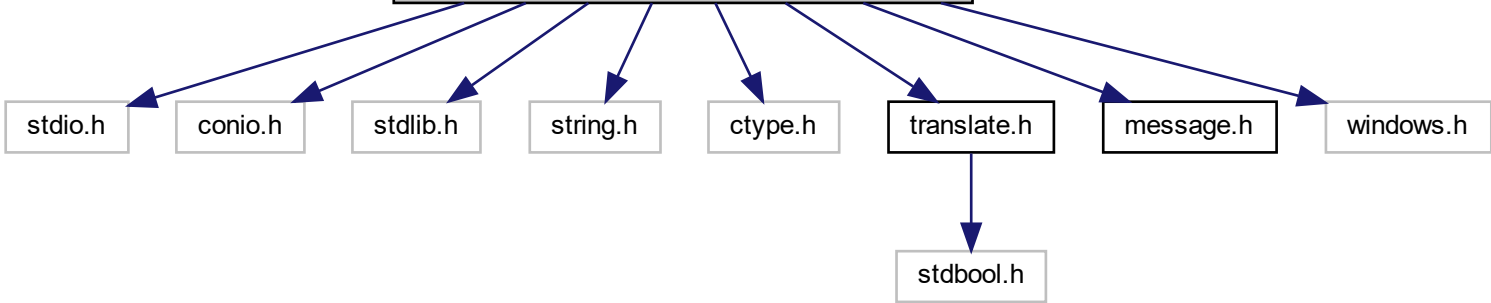 stdio.h
conio.h
stdlib.h
string.h
ctype.h
translate.h
message.h
windows.h
stdbool.h